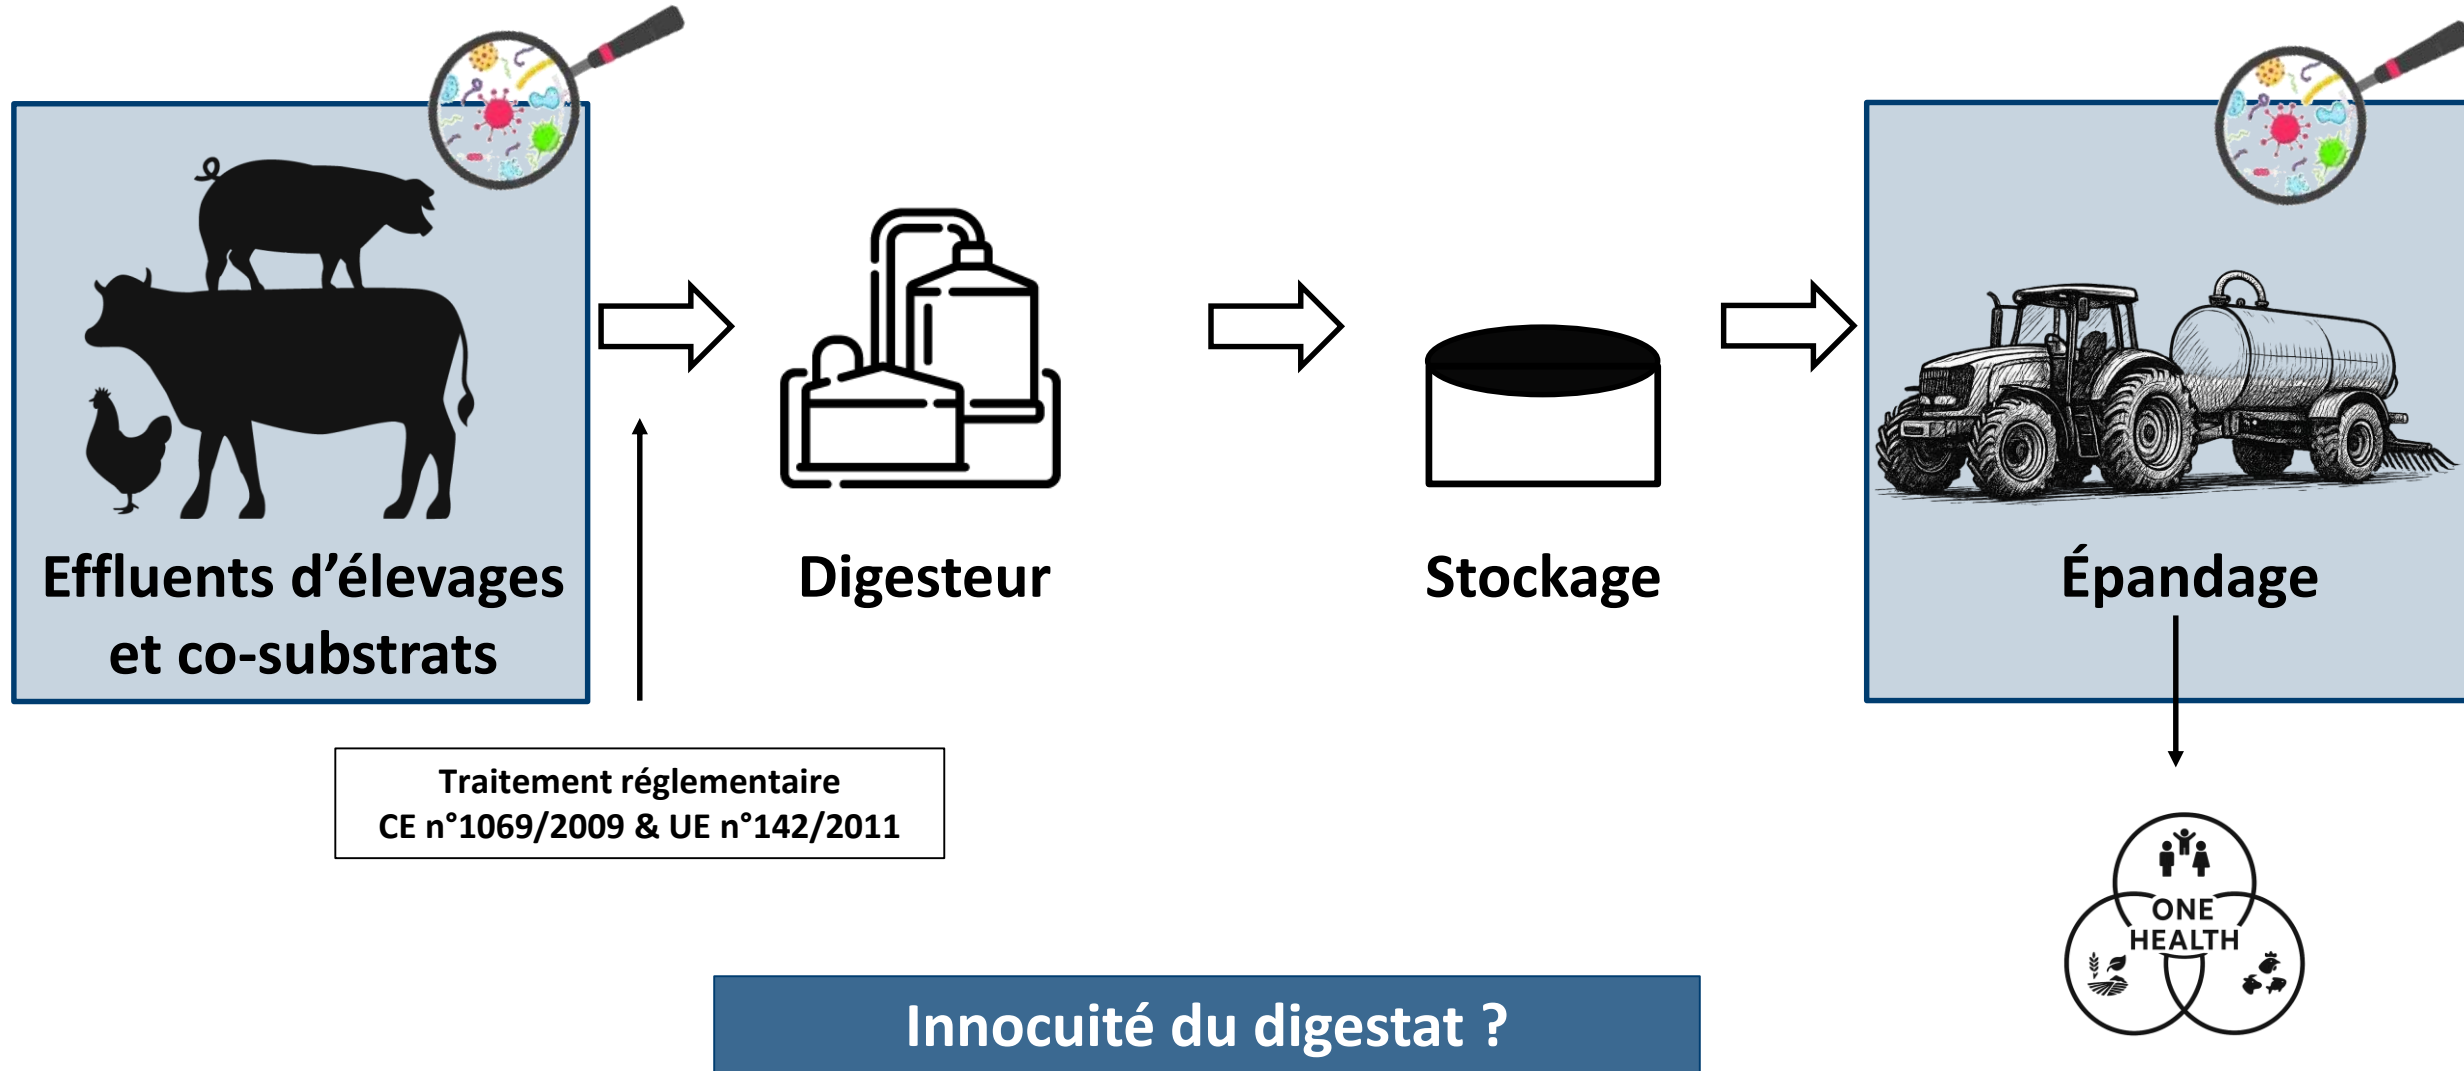 Effluents d’élevages
et co-substrats
Digesteur
Stockage
Épandage
Traitement réglementaire
CE n°1069/2009 & UE n°142/2011
ONE
HEALTH
Innocuité du digestat ?